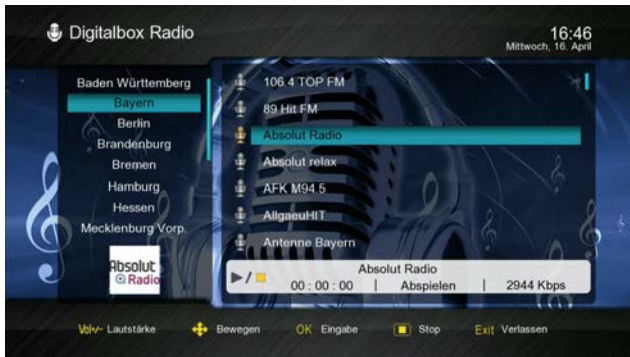 Digitalbox Radio
16:46
Mittwoch, 16. April
Baden Württemberg
Bayern
Berlin
Brandenburg
Bremen
Hamburg
Hessen
Mecklenburg Vorp.
106.4 TOP FM
89 Hit FM
Absolut Radio
Absolut relax
AFK M94.5
AllgaeuHIT
Antenne Bayern
Absolut
Radio
Absolut Radio
00 : 00 : 00 | Abspielen | 2944 Kbps
Vol+/- Lautstärke
Bewegen
OK Eingabe
Stop
Exit Verlassen